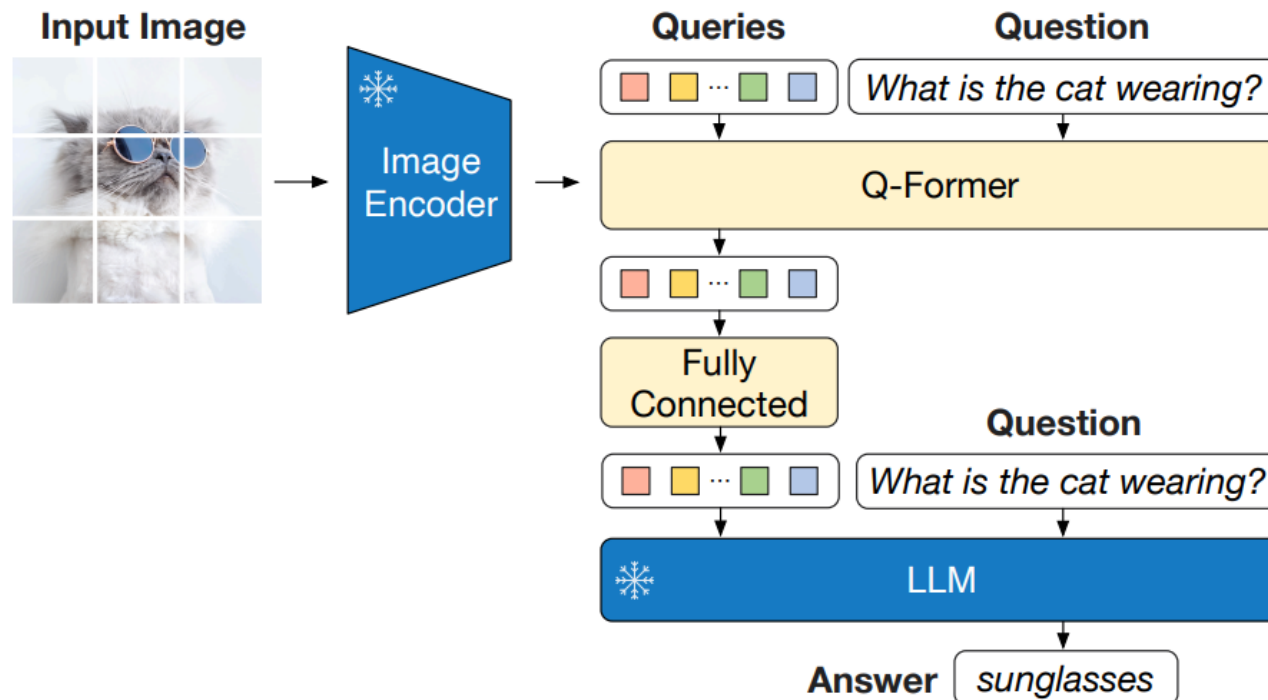 Input Image
Queries
Question
What is the cat wearing?
Image
Encoder
Q-Former
Fully
Connected
Question
What is the cat wearing?
LLM
Answer
sunglasses